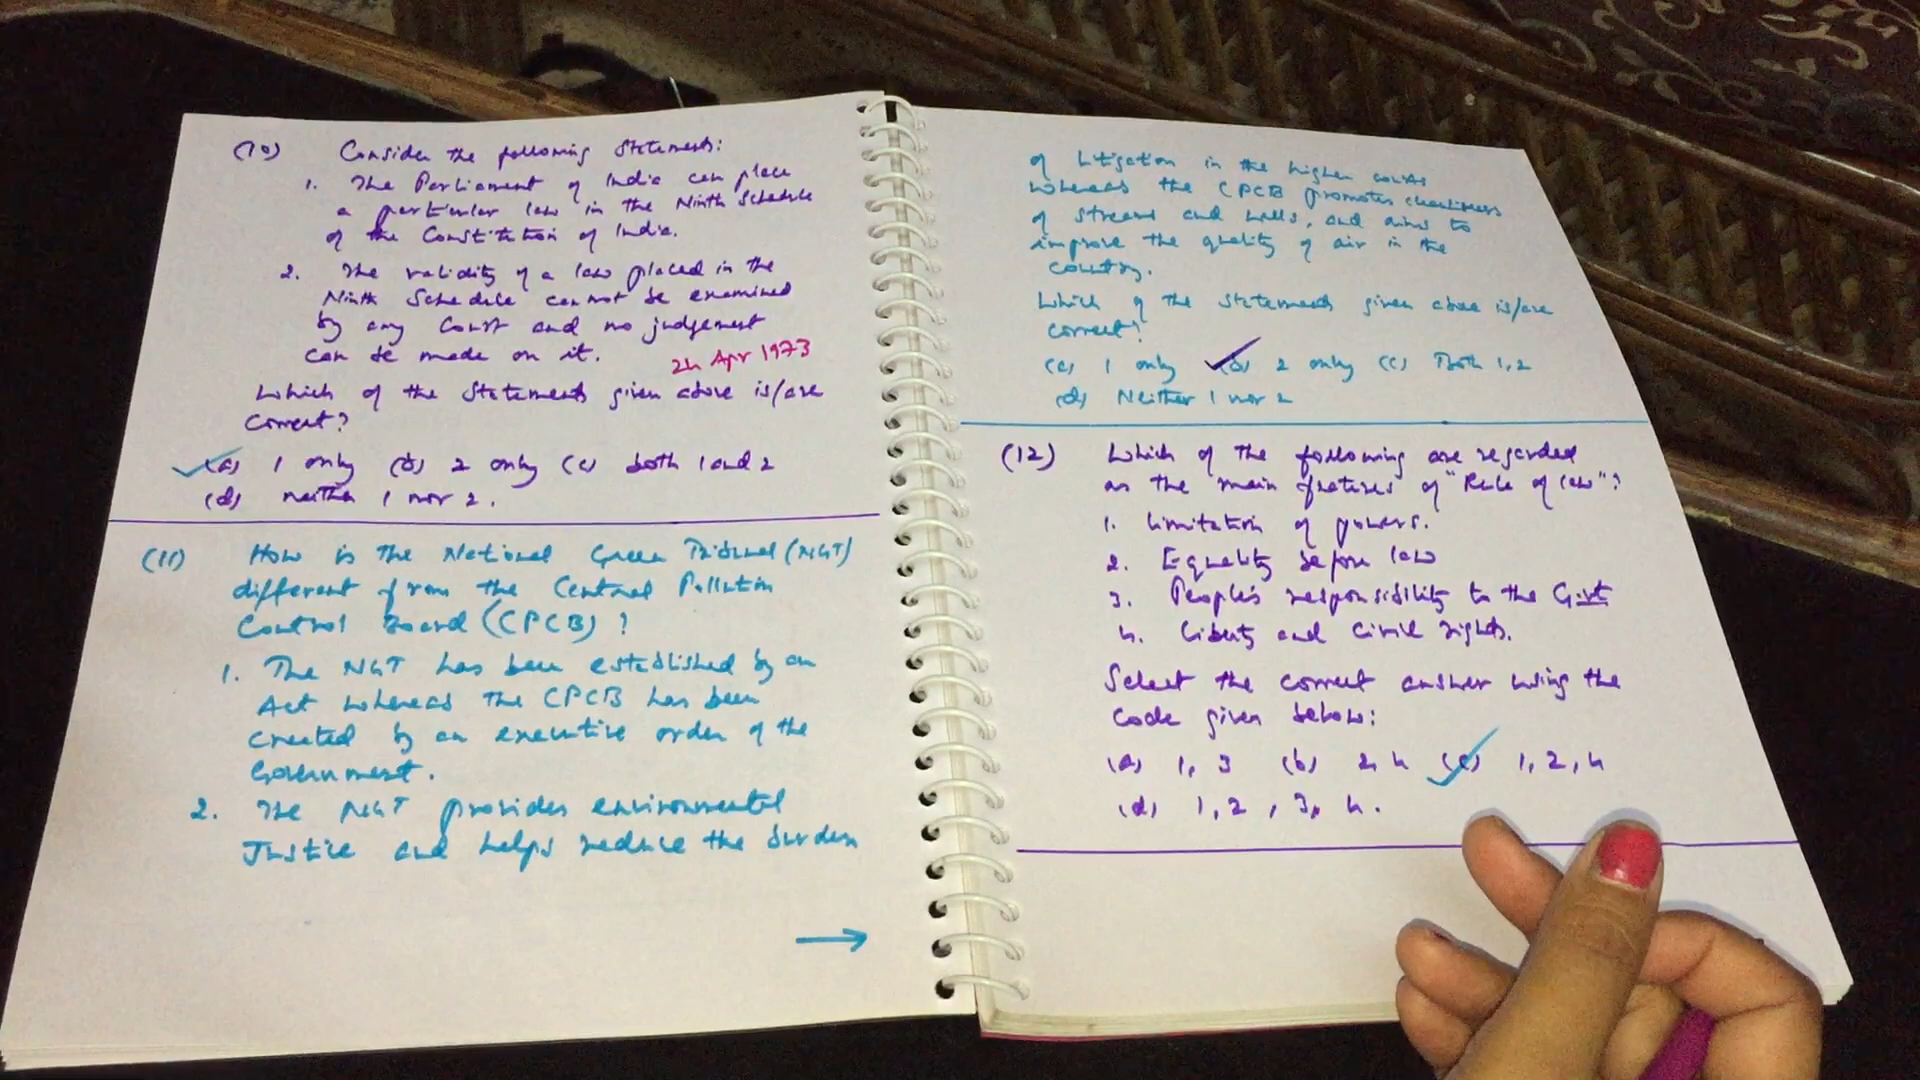 (10) Consider the following statements:
1. The Parliament of India can place
a particular law in the Ninth Schedule
of the Constitution of India.
2. The validity of a law placed in the
Ninth Schedule cannot be examined
by any Court and no judgement
can be made on it.
24 Apr 1973
Which of the statements given above is/are
correct?
(a) 1 only (b) 2 only (c) both 1 and 2
(d) neither 1 nor 2.
(11) How is the National Green Tribunal (NGT)
different from the Central Pollution
Control Board (CPCB)?
1. The NGT has been established by an
Act whereas the CPCB has been
created by an executive order of the
Government.
2. The NGT provides environmental
Justice and helps reduce the burden
of litigation in the higher courts
whereas the CPCB promotes cleanliness
of streams and wells, and aims to
improve the quality of air in the
country.
Which of the statements given above is/are
correct?
(a) 1 only (b) 2 only (c) Both 1,2
(d) Neither 1 nor 2
(12) Which of the following are regarded
as the main features of "Rule of law"?
1. limitation of powers.
2. Equality before law
3. People's responsibility to the Govt
4. liberty and civil rights.
Select the correct answer using the
code given below:
(a) 1, 3 (b) 2, 4 (c) 1, 2, 4
(d) 1, 2, 3, 4.